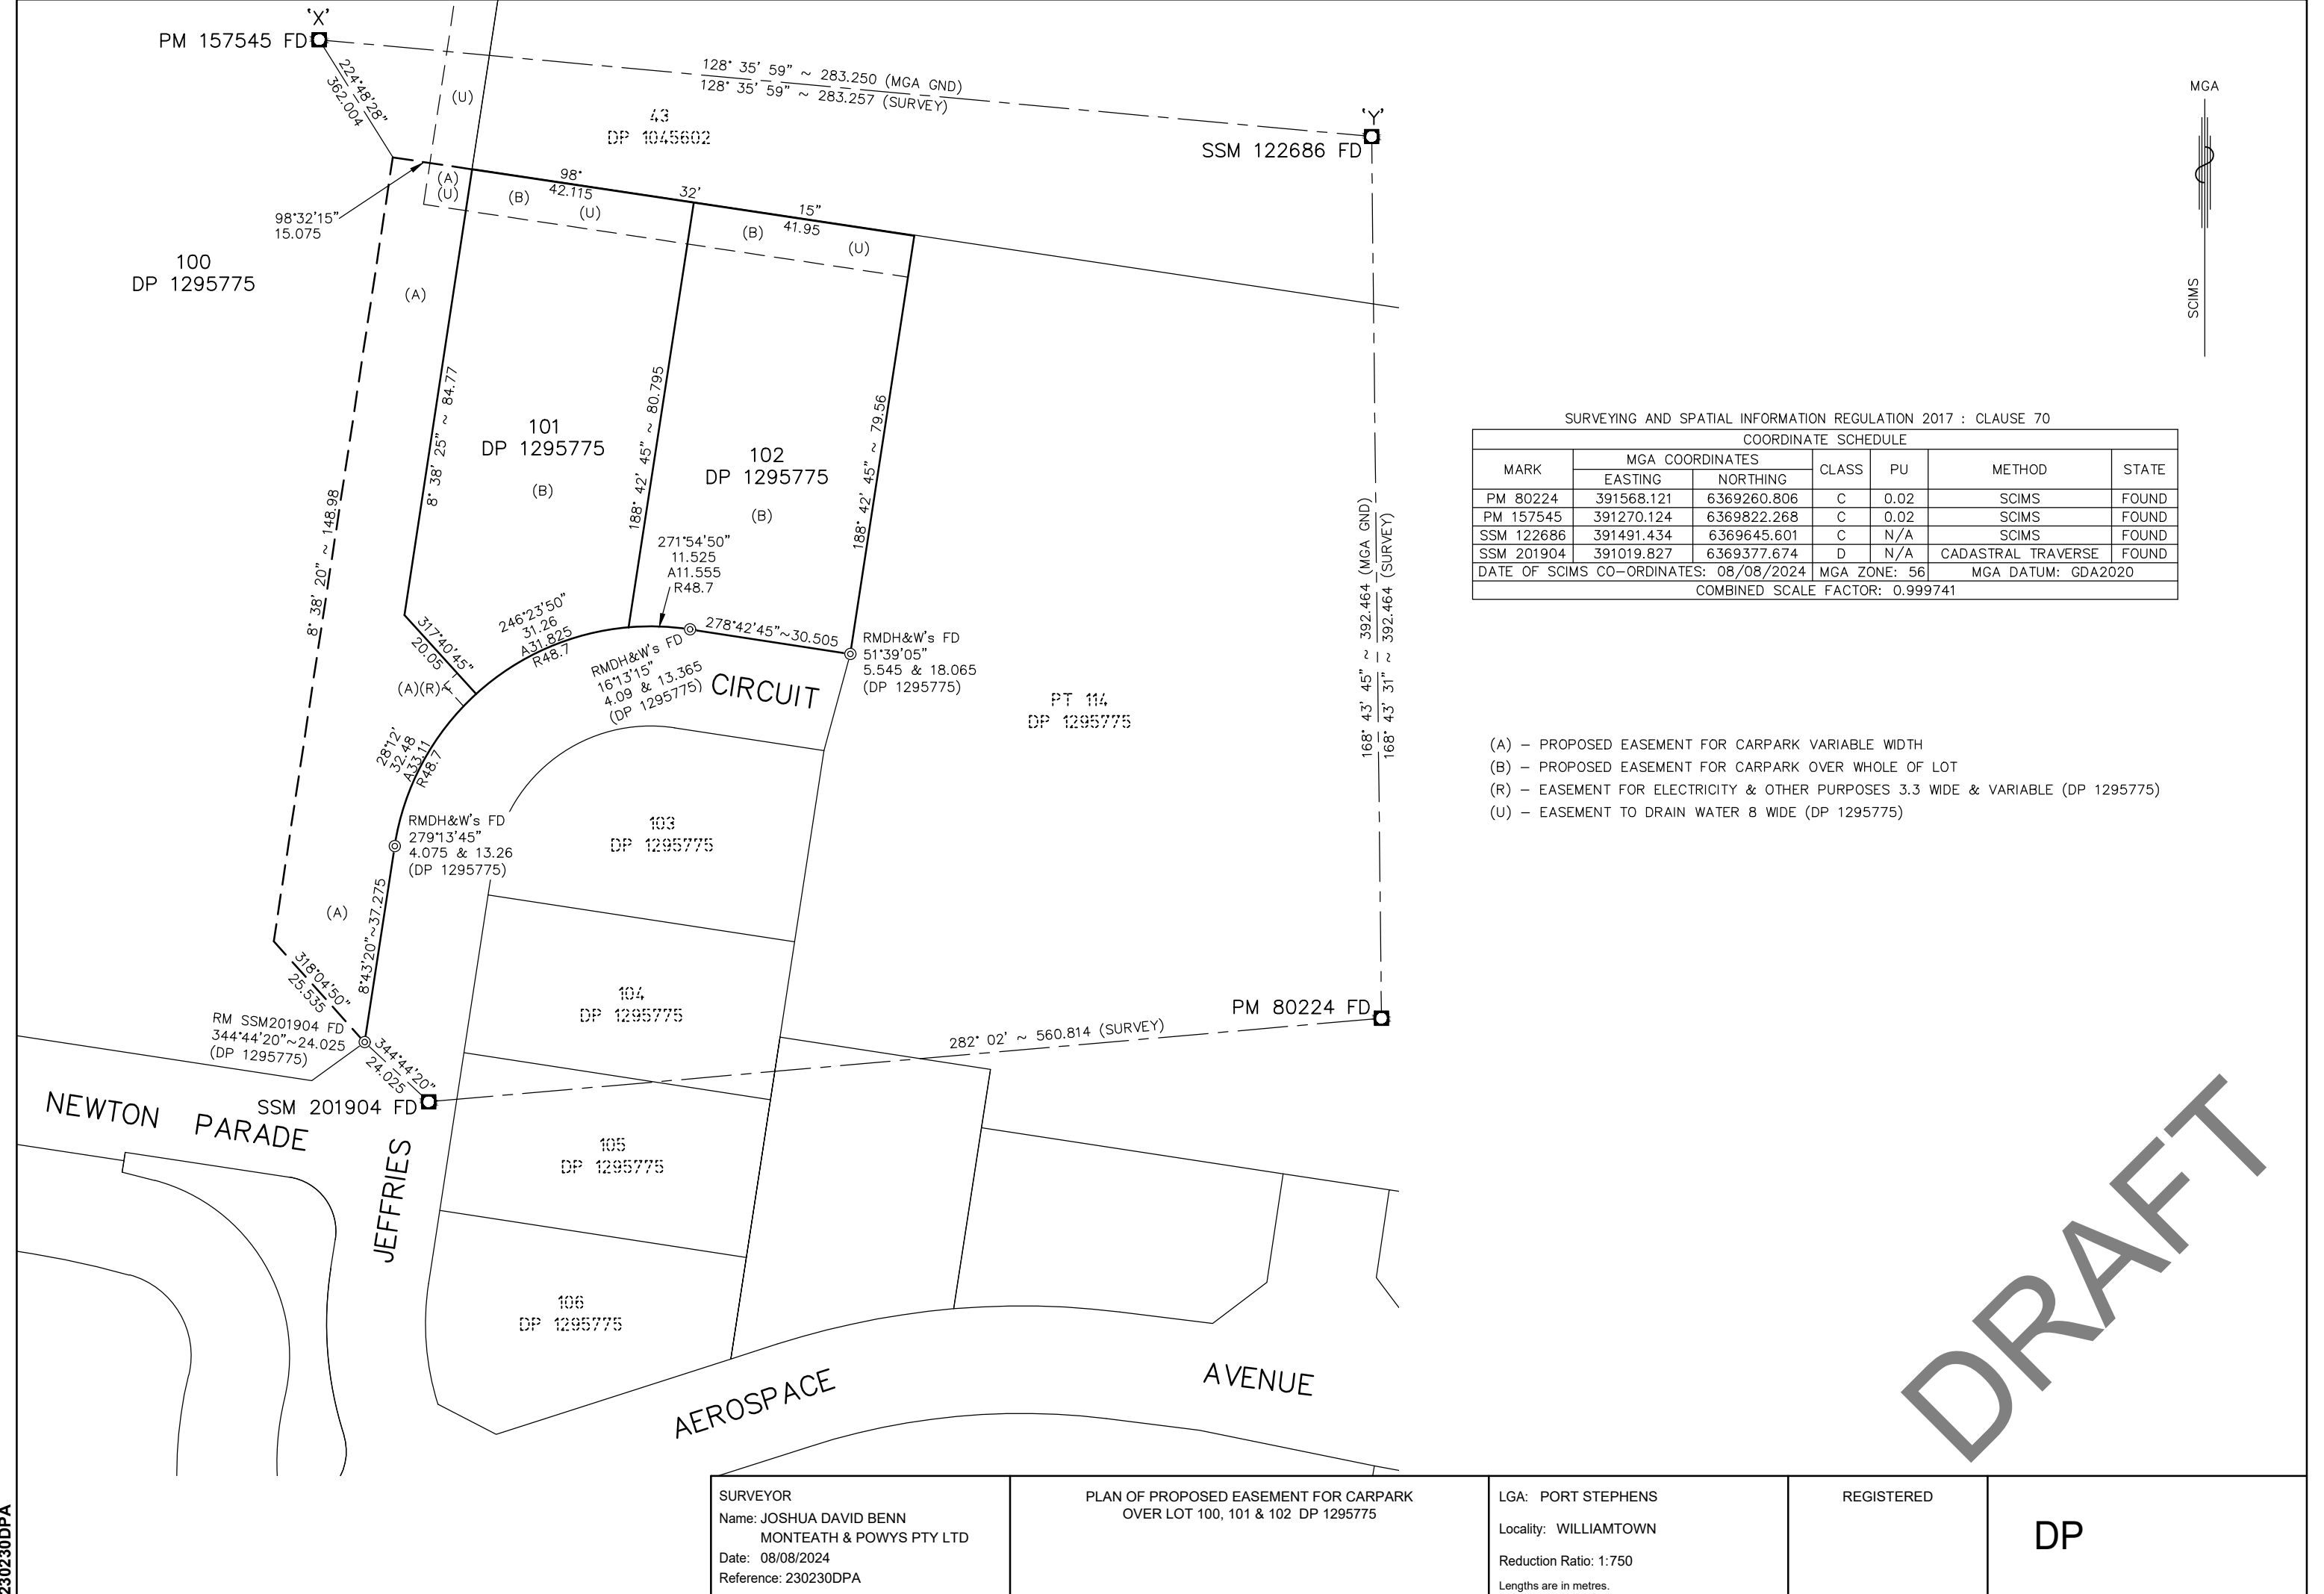 'X'
PM 157545 FD
224°48'28"
362.004
128° 35' 59" ~ 283.250 (MGA GND)
128° 35' 59" ~ 283.257 (SURVEY)
'Y'
SSM 122686 FD
(U)
43
DP 1045602
(A)
(U)
98° 32' 15"
42.115
(B)
(U)
41.95
(B)
(U)
98°32'15"
15.075
100
DP 1295775
(A)
8° 38' 25" ~ 84.77
101
DP 1295775
(B)
188° 42' 45" ~ 80.795
102
DP 1295775
(B)
188° 42' 45" ~ 79.56
8° 38' 20" ~ 148.98
271°54'50"
11.525
A11.555
R48.7
317°40'45"
20.05
246°23'50"
31.26
A31.825
R48.7
278°42'45"~30.505
RMDH&W's FD
16°13'15"
4.09 & 13.365
(DP 1295775)
RMDH&W's FD
51°39'05"
5.545 & 18.065
(DP 1295775)
(A)(R)
CIRCUIT
PT 114
DP 1295775
168° 43' 45" ~ 392.464 (MGA GND)
168° 43' 31" ~ 392.464 (SURVEY)
28°12'
32.48
A33.11
R48.7
RMDH&W's FD
279°13'45"
4.075 & 13.26
(DP 1295775)
103
DP 1295775
(A)
8°43'20"~37.275
318°04'50"
25.535
104
DP 1295775
PM 80224 FD
282° 02' ~ 560.814 (SURVEY)
RM SSM201904 FD
344°44'20"~24.025
(DP 1295775)
344°44'20"
24.025
SSM 201904 FD
NEWTON PARADE
JEFFRIES
105
DP 1295775
106
DP 1295775
AEROSPACE AVENUE
MGA
SCIMS
SURVEYING AND SPATIAL INFORMATION REGULATION 2017 : CLAUSE 70
COORDINATE SCHEDULE
MARK MGA COORDINATES CLASS PU METHOD STATE
EASTING NORTHING
PM 80224 391568.121 6369260.806 C 0.02 SCIMS FOUND
PM 157545 391270.124 6369822.268 C 0.02 SCIMS FOUND
SSM 122686 391491.434 6369645.601 C N/A SCIMS FOUND
SSM 201904 391019.827 6369377.674 D N/A CADASTRAL TRAVERSE FOUND
DATE OF SCIMS CO-ORDINATES: 08/08/2024 MGA ZONE: 56 MGA DATUM: GDA2020
COMBINED SCALE FACTOR: 0.999741
(A) – PROPOSED EASEMENT FOR CARPARK VARIABLE WIDTH
(B) – PROPOSED EASEMENT FOR CARPARK OVER WHOLE OF LOT
(R) – EASEMENT FOR ELECTRICITY & OTHER PURPOSES 3.3 WIDE & VARIABLE (DP 1295775)
(U) – EASEMENT TO DRAIN WATER 8 WIDE (DP 1295775)
DRAFT
230230DPA
SURVEYOR
Name: JOSHUA DAVID BENN
MONTEATH & POWYS PTY LTD
Date: 08/08/2024
Reference: 230230DPA
PLAN OF PROPOSED EASEMENT FOR CARPARK
OVER LOT 100, 101 & 102 DP 1295775
LGA: PORT STEPHENS
Locality: WILLIAMTOWN
Reduction Ratio: 1:750
Lengths are in metres.
REGISTERED
DP